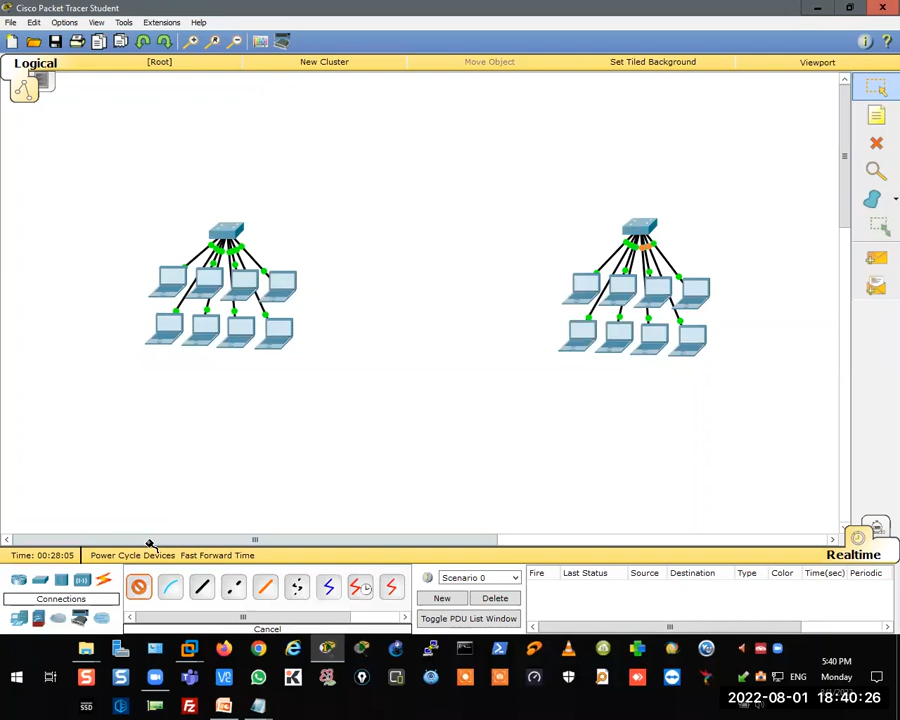 Cisco Packet Tracer Student
File Edit Options View Tools Extensions Help
Logical [Root] New Cluster Move Object Set Tiled Background Viewport
Time: 00:28:05 Power Cycle Devices Fast Forward Time Realtime
Connections
Cancel
Scenario 0
New Delete
Toggle PDU List Window
Fire Last Status Source Destination Type Color Time(sec) Periodic
5:40 PM
ENG Monday
2022-08-01 18:40:26
SSD